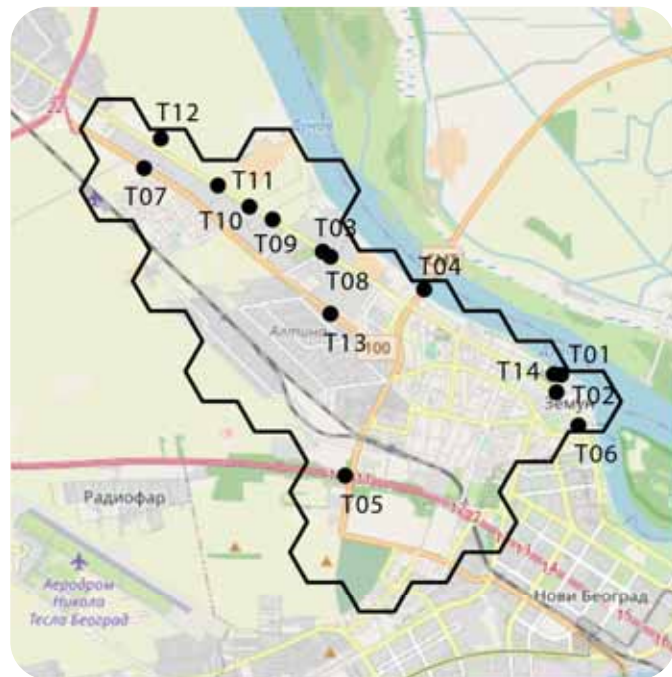 22
T12
T07
T11
T10
T09
T03
T08
T04
T13
Алтина
100
T14
T01
T02
Земун
T06
T05
Радиофар
Аеродром
Никола
Тесла Београд
Нови Београд